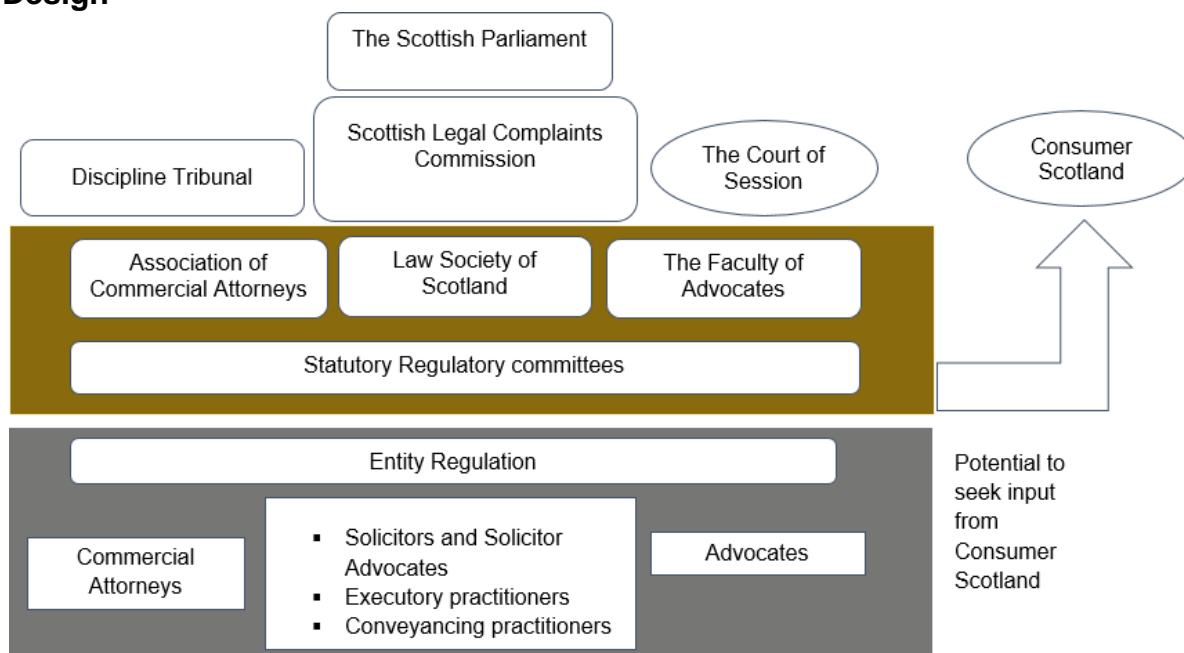 Design
The Scottish Parliament
Scottish Legal Complaints
Commission
Discipline Tribunal
The Court of
Session
Consumer
Scotland
Association of
Commercial Attorneys
Law Society of
Scotland
The Faculty of
Advocates
Statutory Regulatory committees
Entity Regulation
Commercial
Attorneys
▪ Solicitors and Solicitor
Advocates
▪ Executory practitioners
▪ Conveyancing practitioners
Advocates
Potential to
seek input
from
Consumer
Scotland